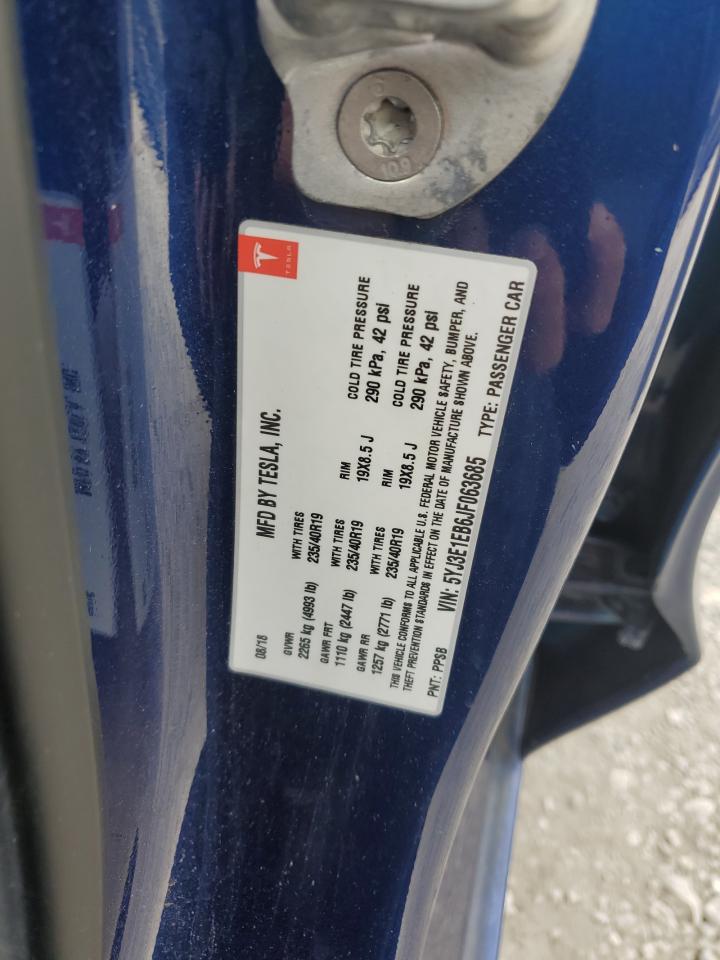 TESLA
MFD BY TESLA, INC.
08/18
GVWR WITH TIRES RIM COLD TIRE PRESSURE
2265 kg (4993 lb) 235/40R19 19X8.5 J 290 kPa, 42 psi
GAWR FRT WITH TIRES RIM COLD TIRE PRESSURE
1110 kg (2447 lb) 235/40R19 19X8.5 J 290 kPa, 42 psi
GAWR RR WITH TIRES
1257 kg (2771 lb) 235/40R19
THIS VEHICLE CONFORMS TO ALL APPLICABLE U.S. FEDERAL MOTOR VEHICLE SAFETY, BUMPER, AND
THEFT PREVENTION STANDARDS IN EFFECT ON THE DATE OF MANUFACTURE SHOWN ABOVE.
PNT: PPSB VIN: 5YJ3E1EB6JF063685 TYPE: PASSENGER CAR
10.9